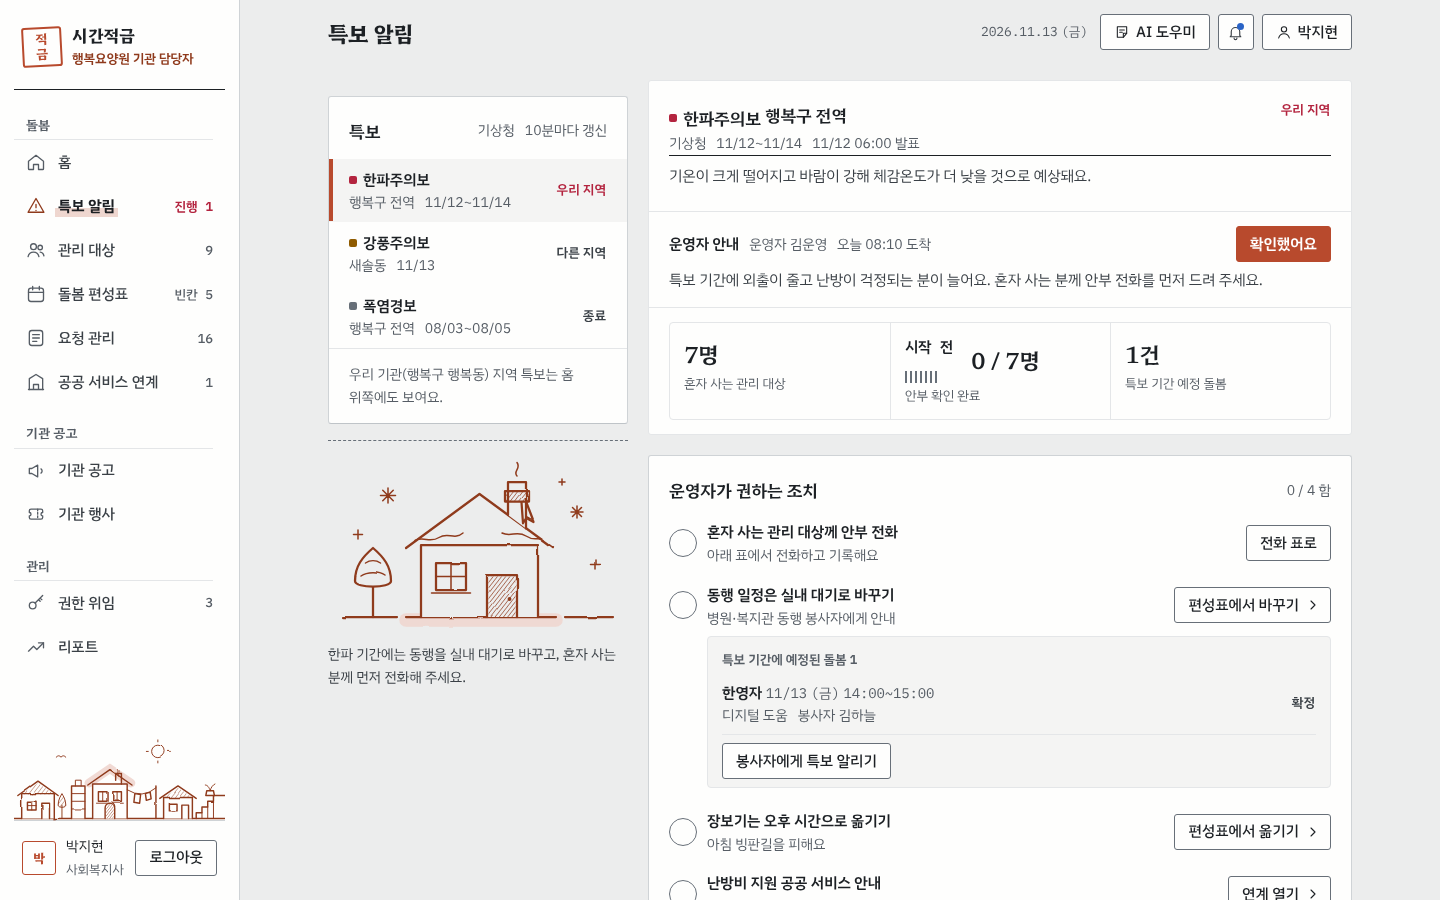 적금
시간적금
행복요양원 기관 담당자
돌봄
홈
특보 알림 진행 1
관리 대상 9
돌봄 편성표 빈칸 5
요청 관리 16
공공 서비스 연계 1
기관 공고
기관 공고
기관 행사
관리
권한 위임 3
리포트
박
박지현
사회복지사
로그아웃
특보 알림
2026.11.13 (금)
AI 도우미
박지현
특보
기상청 10분마다 갱신
한파주의보
행복구 전역 11/12~11/14
우리 지역
강풍주의보
새솔동 11/13
다른 지역
폭염경보
행복구 전역 08/03~08/05
종료
우리 기관(행복구 행복동) 지역 특보는 홈
위쪽에도 보여요.
한파 기간에는 동행을 실내 대기로 바꾸고, 혼자 사는
분께 먼저 전화해 주세요.
한파주의보 행복구 전역
우리 지역
기상청 11/12~11/14 11/12 06:00 발표
기온이 크게 떨어지고 바람이 강해 체감온도가 더 낮을 것으로 예상돼요.
운영자 안내 운영자 김운영 오늘 08:10 도착
확인했어요
특보 기간에 외출이 줄고 난방이 걱정되는 분이 늘어요. 혼자 사는 분께 안부 전화를 먼저 드려 주세요.
7명
혼자 사는 관리 대상
시작 전 0 / 7명
안부 확인 완료
1건
특보 기간 예정 돌봄
운영자가 권하는 조치
0 / 4 함
혼자 사는 관리 대상께 안부 전화
아래 표에서 전화하고 기록해요
전화 표로
동행 일정은 실내 대기로 바꾸기
병원·복지관 동행 봉사자에게 안내
편성표에서 바꾸기
특보 기간에 예정된 돌봄 1
한영자 11/13 (금) 14:00~15:00
디지털 도움 봉사자 김하늘
확정
봉사자에게 특보 알리기
장보기는 오후 시간으로 옮기기
아침 빙판길을 피해요
편성표에서 옮기기
난방비 지원 공공 서비스 안내
연계 열기